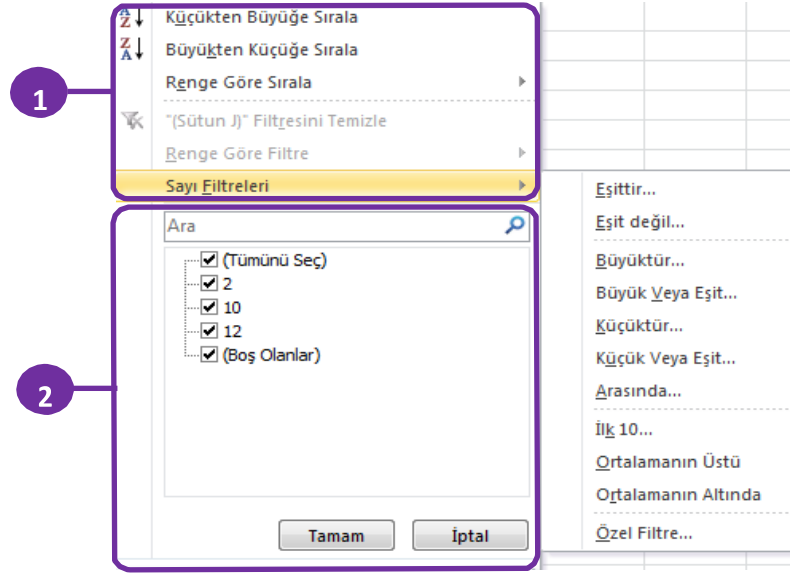 Küçükten Büyüğe Sırala
Büyükten Küçüğe Sırala
Renge Göre Sırala
1
"(Sütun J)" Filtresini Temizle
Renge Göre Filtre
Sayı Filtreleri
Ara
(Tümünü Seç)
2
10
12
(Boş Olanlar)
2
Tamam
İptal
Eşittir...
Eşit değil...
Büyüktür...
Büyük Veya Eşit...
Küçüktür...
Küçük Veya Eşit...
Arasında...
İlk 10...
Ortalamanın Üstü
Ortalamanın Altında
Özel Filtre...